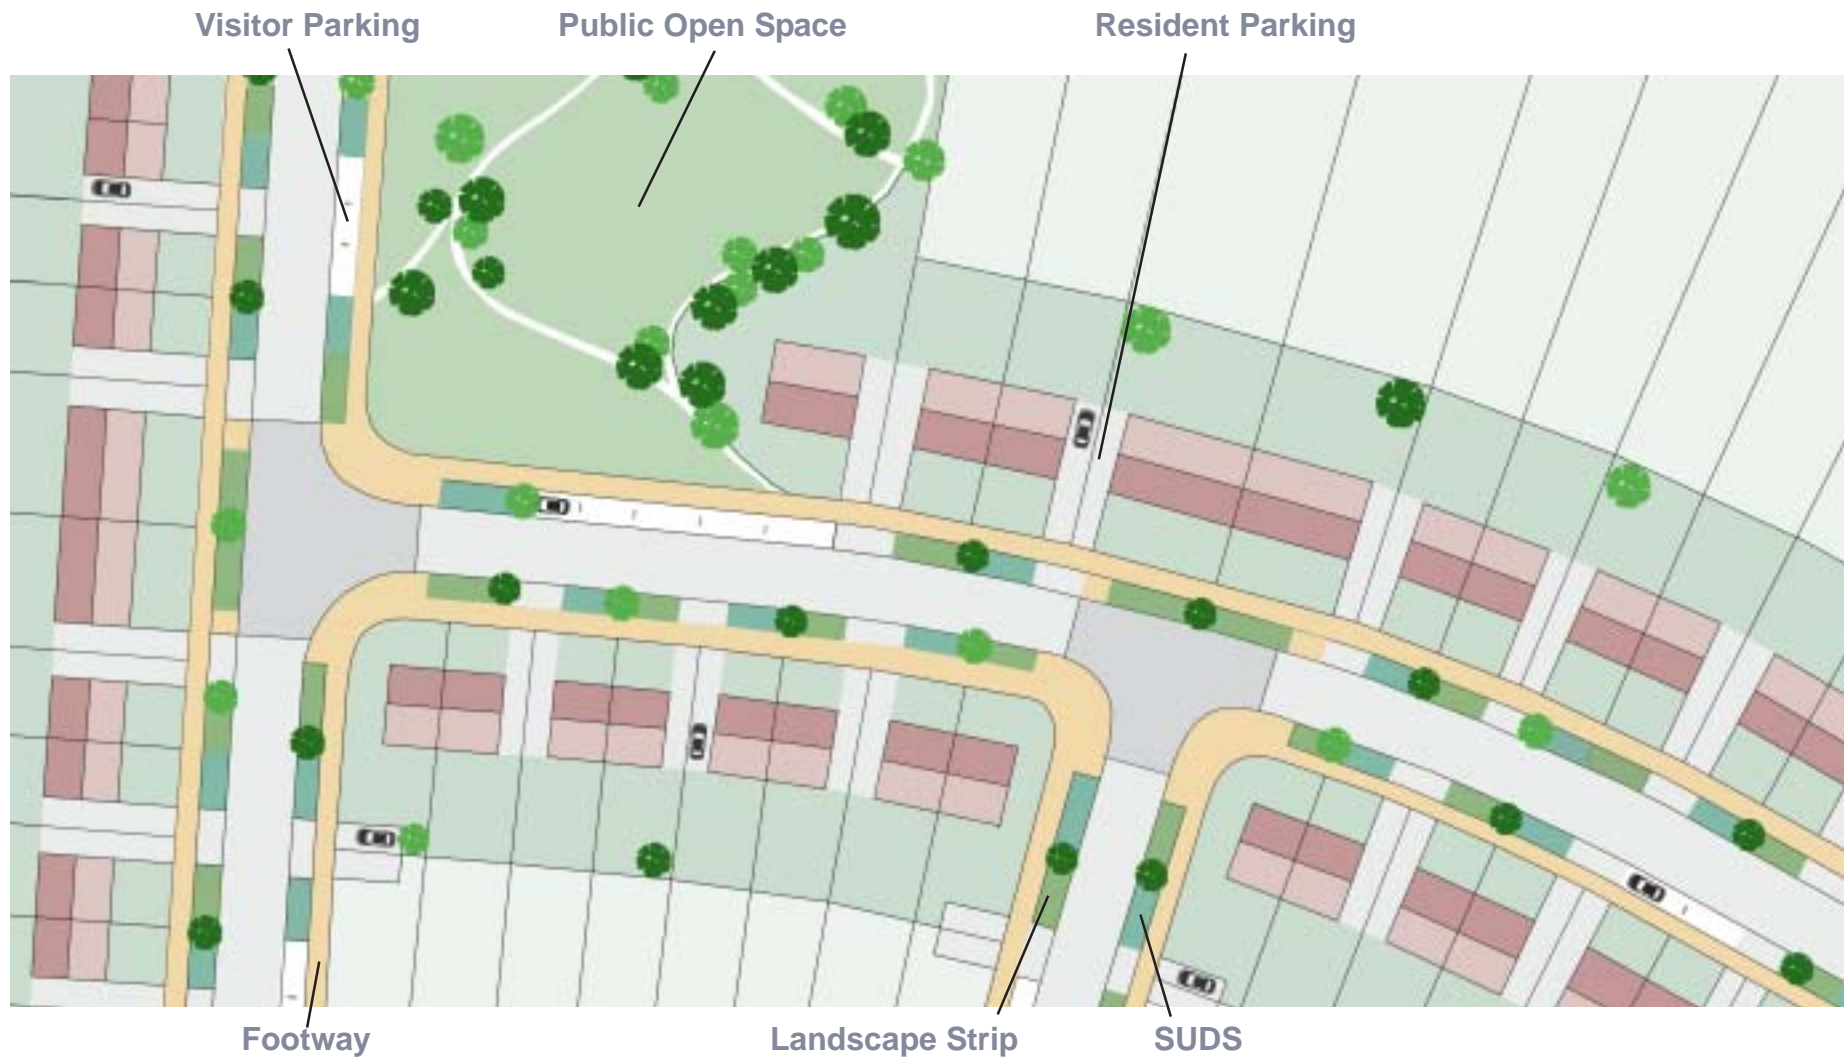 Visitor Parking
Public Open Space
Resident Parking
Footway
Landscape Strip
SUDS